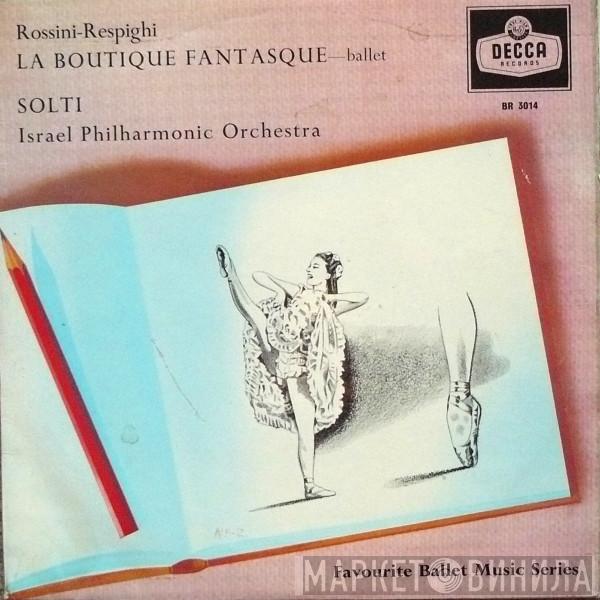 Rossini-Respighi
LA BOUTIQUE FANTASQUE—ballet
SOLTI
Israel Philharmonic Orchestra
DECCA
RECORDS
BR 3014
Favourite Ballet Music Series
МАРКЕТ ВИНИЛА